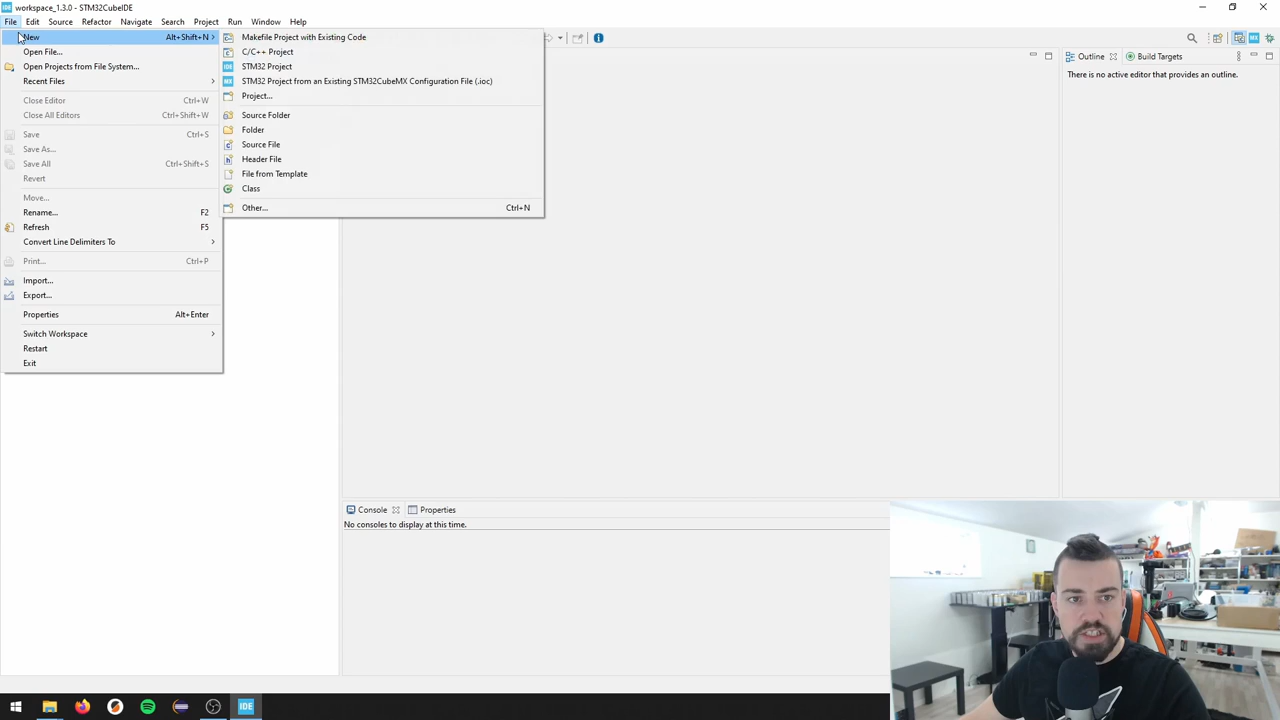 workspace_1.3.0 - STM32CubeIDE
File Edit Source Refactor Navigate Search Project Run Window Help
New Alt+Shift+N
Open File...
Open Projects from File System...
Recent Files
Close Editor Ctrl+W
Close All Editors Ctrl+Shift+W
Save Ctrl+S
Save As...
Save All Ctrl+Shift+S
Revert
Move...
Rename... F2
Refresh F5
Convert Line Delimiters To
Print... Ctrl+P
Import...
Export...
Properties Alt+Enter
Switch Workspace
Restart
Exit
Makefile Project with Existing Code
C/C++ Project
STM32 Project
STM32 Project from an Existing STM32CubeMX Configuration File (.ioc)
Project...
Source Folder
Folder
Source File
Header File
File from Template
Class
Other... Ctrl+N
Outline Build Targets
There is no active editor that provides an outline.
Console Properties
No consoles to display at this time.
IDE